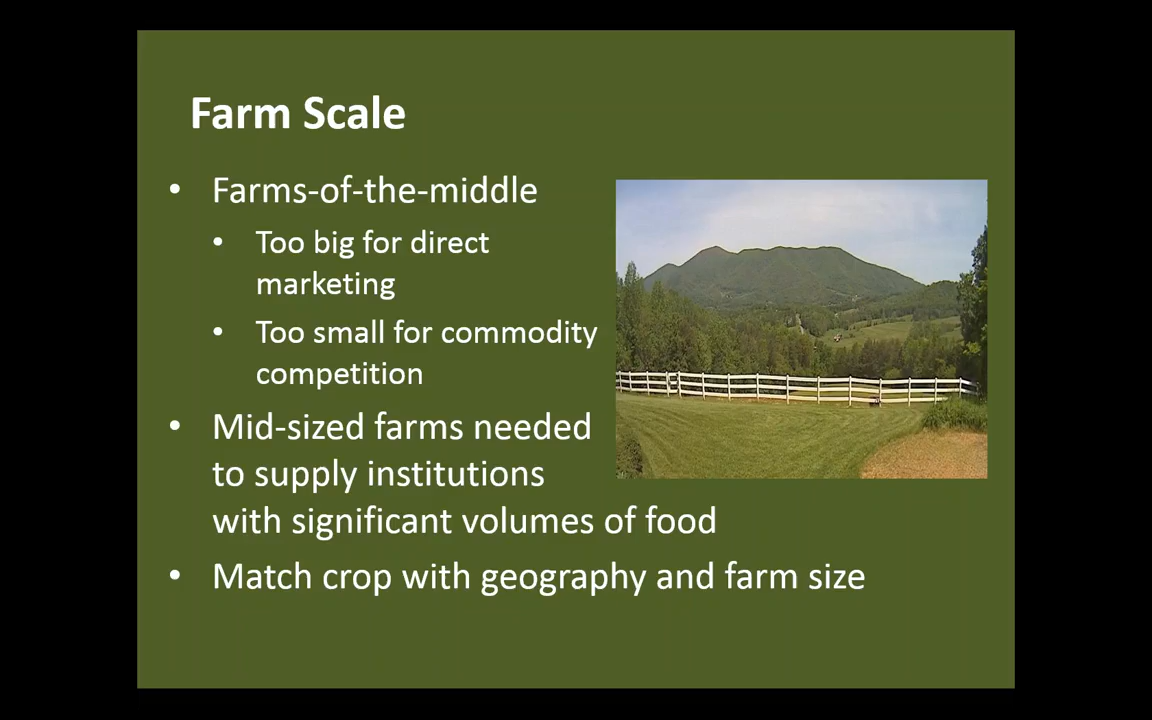 Farm Scale
• Farms-of-the-middle
• Too big for direct
marketing
• Too small for commodity
competition
• Mid-sized farms needed
to supply institutions
with significant volumes of food
• Match crop with geography and farm size